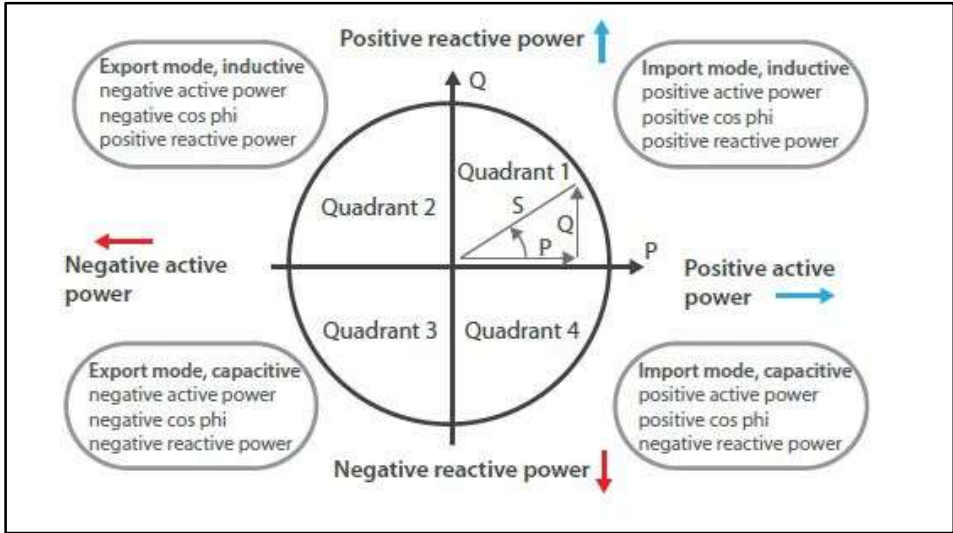 Positive reactive power
Export mode, inductive
negative active power
negative cos phi
positive reactive power
Import mode, inductive
positive active power
positive cos phi
positive reactive power
Q
Quadrant 1
Quadrant 2
S
Q
P
P
Negative active
power
Positive active
power
Quadrant 3
Quadrant 4
Export mode, capacitive
negative active power
negative cos phi
negative reactive power
Import mode, capacitive
positive active power
positive cos phi
negative reactive power
Negative reactive power